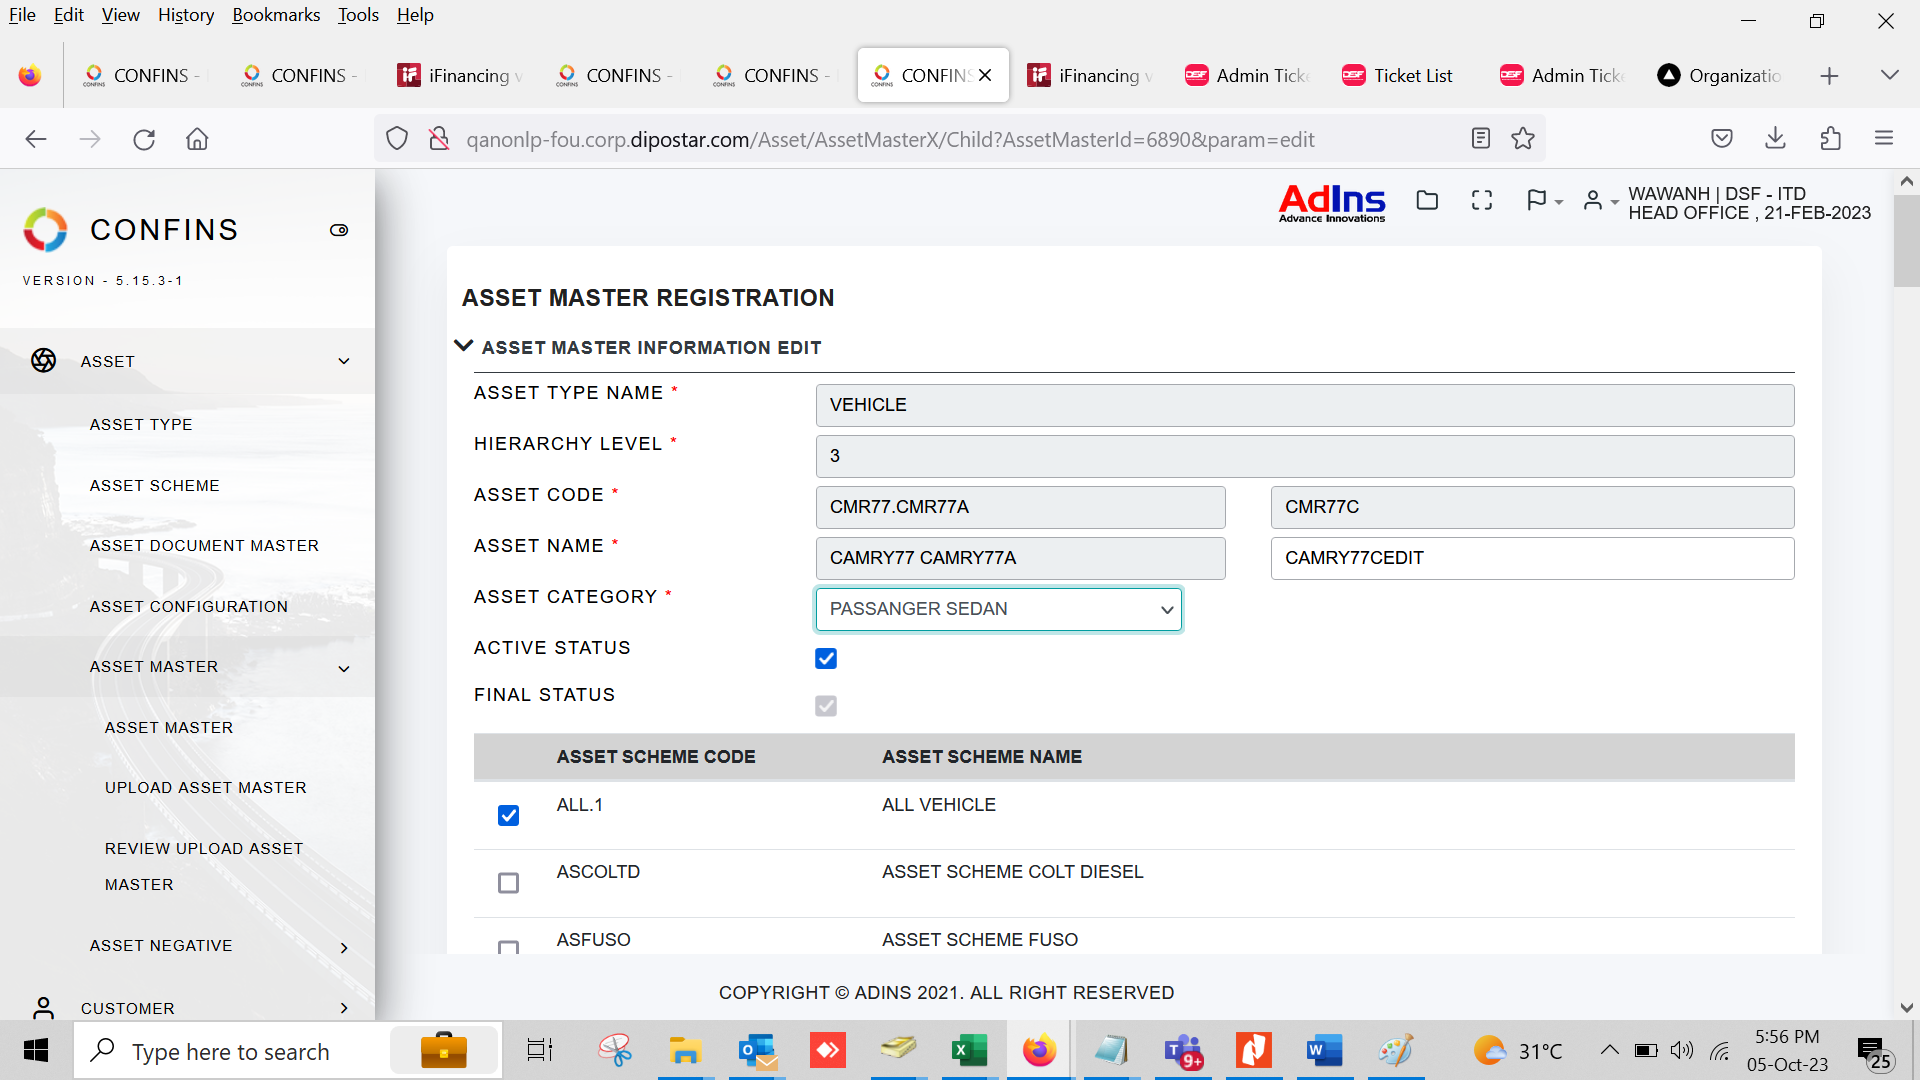 File Edit View History Bookmarks Tools Help
CONFINS - CONFINS - iFinancing CONFINS - CONFINS - CONFINS iFinancing Admin Ticke Ticket List Admin Ticke Organizatio
qanonlp-fou.corp.dipostar.com/Asset/AssetMasterX/Child?AssetMasterId=6890&param=edit
CONFINS
VERSION - 5.15.3-1
ASSET
ASSET TYPE
ASSET SCHEME
ASSET DOCUMENT MASTER
ASSET CONFIGURATION
ASSET MASTER
ASSET MASTER
UPLOAD ASSET MASTER
REVIEW UPLOAD ASSET
MASTER
ASSET NEGATIVE
CUSTOMER
AdIns
Advance Innovations
WAWANH | DSF - ITD
HEAD OFFICE , 21-FEB-2023
ASSET MASTER REGISTRATION
ASSET MASTER INFORMATION EDIT
ASSET TYPE NAME * VEHICLE
HIERARCHY LEVEL * 3
ASSET CODE * CMR77.CMR77A CMR77C
ASSET NAME * CAMRY77 CAMRY77A CAMRY77CEDIT
ASSET CATEGORY * PASSANGER SEDAN
ACTIVE STATUS
FINAL STATUS
ASSET SCHEME CODE ASSET SCHEME NAME
ALL.1 ALL VEHICLE
ASCOLTD ASSET SCHEME COLT DIESEL
ASFUSO ASSET SCHEME FUSO
COPYRIGHT © ADINS 2021. ALL RIGHT RESERVED
Type here to search
9+
31°C
5:56 PM
05-Oct-23
25